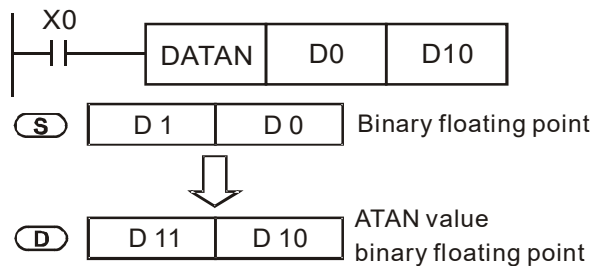 X0
DATAN D0 D10
S D 1 D 0 Binary floating point
D D 11 D 10 ATAN value
binary floating point